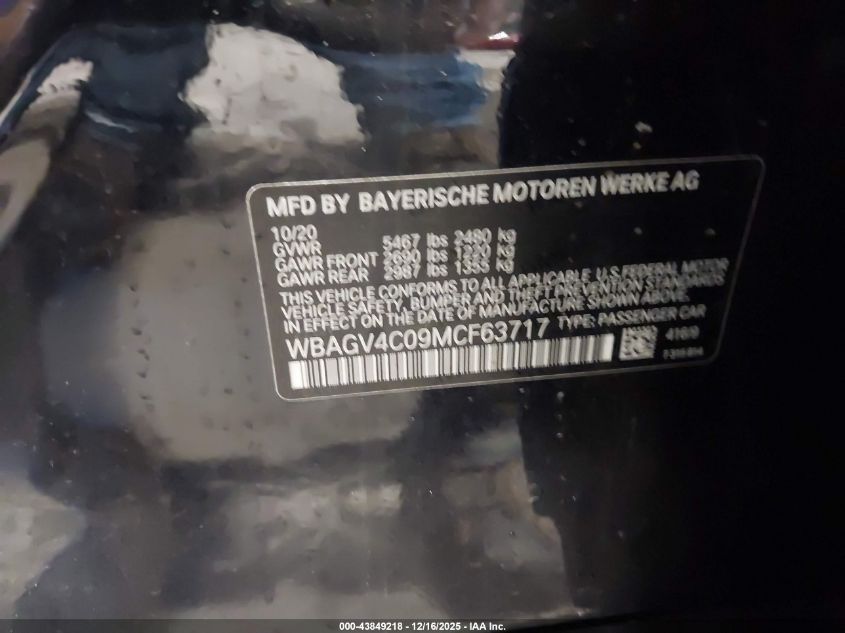 MFD BY BAYERISCHE MOTOREN WERKE AG
10/20
GVWR 5467 lbs 2480 kg
GAWR FRONT 2690 lbs 1220 kg
GAWR REAR 2987 lbs 1355 kg
THIS VEHICLE CONFORMS TO ALL APPLICABLE U.S. FEDERAL MOTOR
VEHICLE SAFETY, BUMPER AND THEFT PREVENTION STANDARDS
IN EFFECT ON THE DATE OF MANUFACTURE SHOWN ABOVE.
WBAGV4C09MCF63717 TYPE: PASSENGER CAR
4169
000-43849218 - 12/16/2025 - IAA Inc.